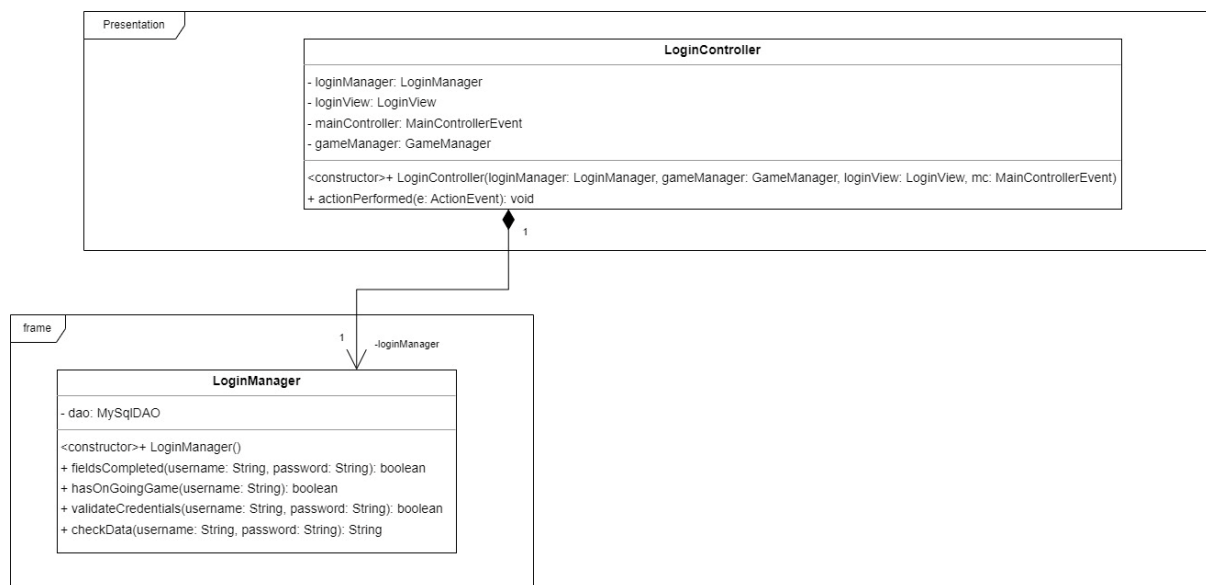 Presentation
LoginController
- loginManager: LoginManager
- loginView: LoginView
- mainController: MainControllerEvent
- gameManager: GameManager
<constructor>+ LoginController(loginManager: LoginManager, gameManager: GameManager, loginView: LoginView, mc: MainControllerEvent)
+ actionPerformed(e: ActionEvent): void
1
frame
1
-loginManager
LoginManager
- dao: MySqlDAO
<constructor>+ LoginManager()
+ fieldsCompleted(username: String, password: String): boolean
+ hasOnGoingGame(username: String): boolean
+ validateCredentials(username: String, password: String): boolean
+ checkData(username: String, password: String): String